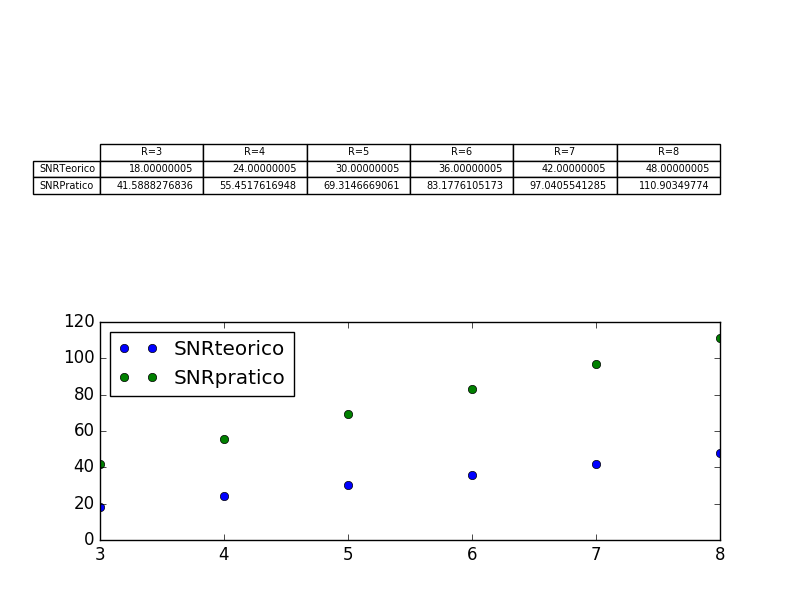 R=3 R=4 R=5 R=6 R=7 R=8
SNRTeorico 18.00000005 24.00000005 30.00000005 36.00000005 42.00000005 48.00000005
SNRPratico 41.5888276836 55.4517616948 69.3146669061 83.1776105173 97.0405541285 110.90349774
120
100
80
60
40
20
0
SNRteorico
SNRpratico
3 4 5 6 7 8